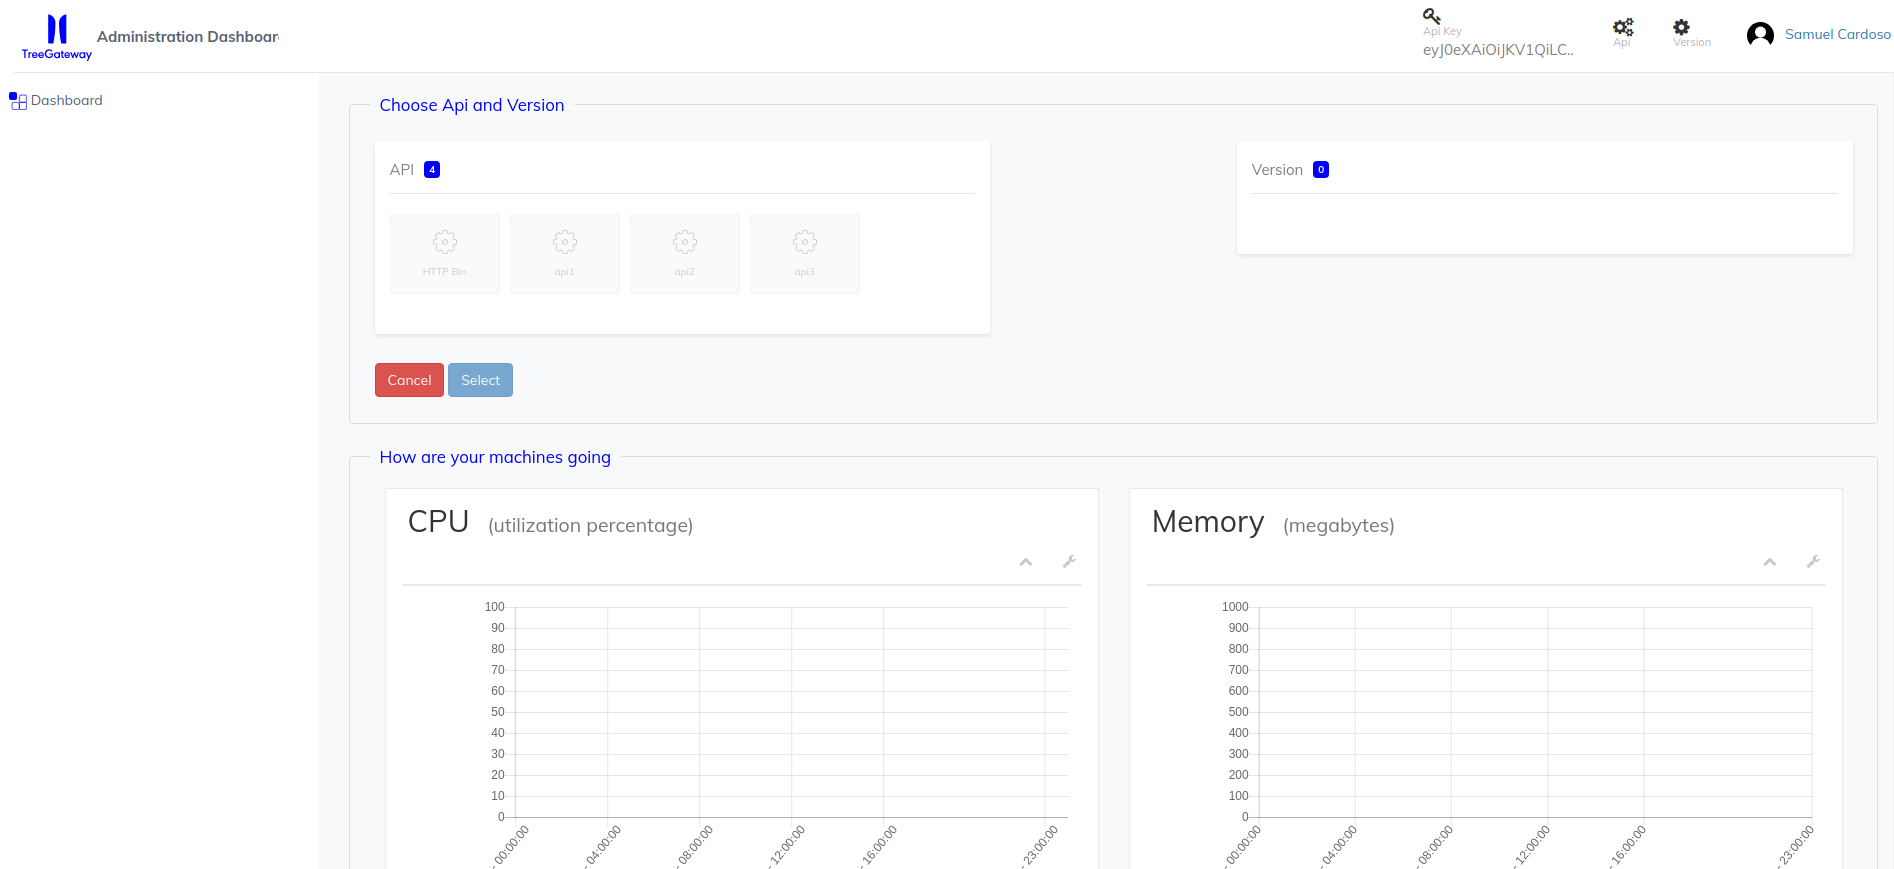 TreeGateway
Administration Dashboar
Api Key
eyJ0eXAiOiJKV1QiLC..
Api
Version
Samuel Cardoso
Dashboard
Choose Api and Version
API 4
HTTP Bin
api1
api2
api3
Version 0
Cancel
Select
How are your machines going
CPU (utilization percentage)
100
90
80
70
60
50
40
30
20
10
0
- 00:00:00
- 04:00:00
- 08:00:00
- 12:00:00
- 16:00:00
- 23:00:00
Memory (megabytes)
1000
900
800
700
600
500
400
300
200
100
0
- 00:00:00
- 04:00:00
- 08:00:00
- 12:00:00
- 16:00:00
- 23:00:00